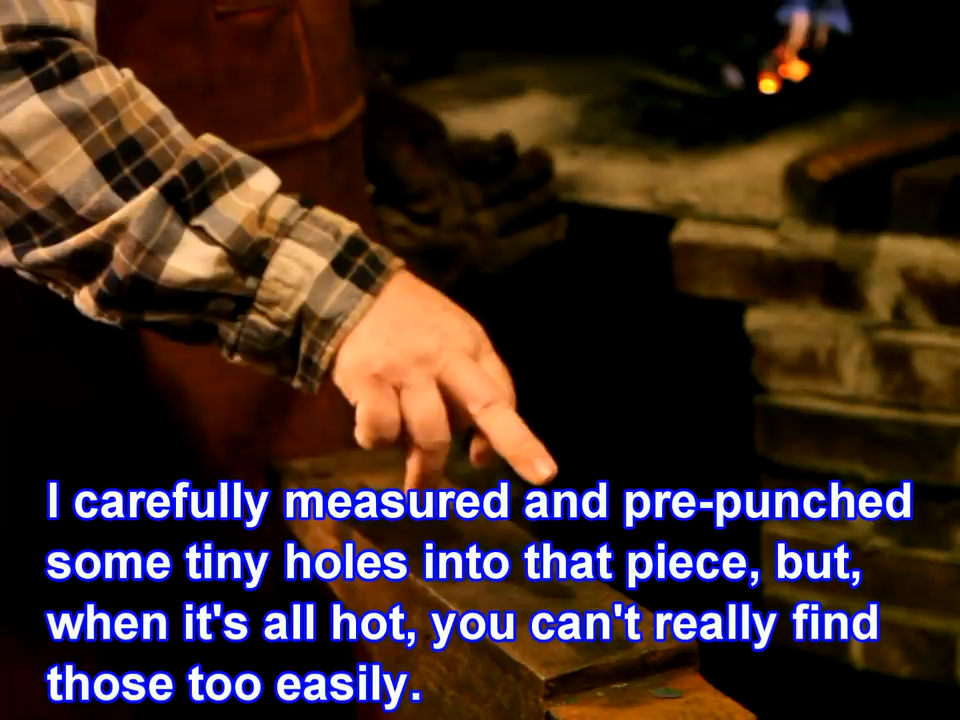 I carefully measured and pre-punched
some tiny holes into that piece, but,
when it's all hot, you can't really find
those too easily.